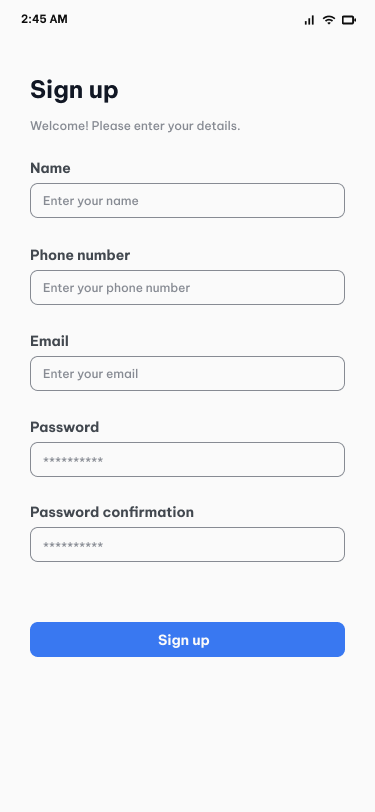 2:45 AM
Sign up
Welcome! Please enter your details.
Name
Enter your name
Phone number
Enter your phone number
Email
Enter your email
Password
**********
Password confirmation
**********
Sign up